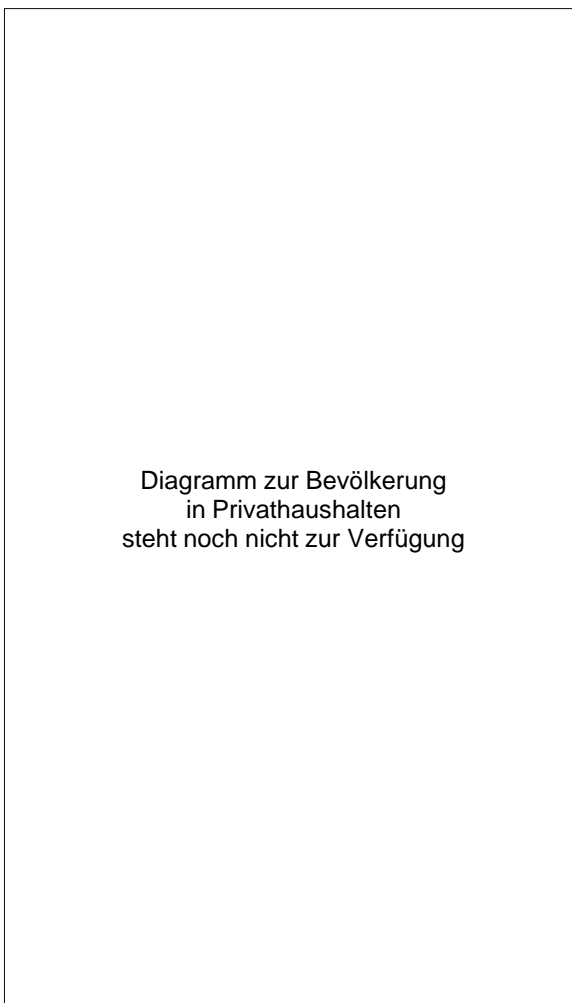 Diagramm zur Bevölkerung
in Privathaushalten
steht noch nicht zur Verfügung